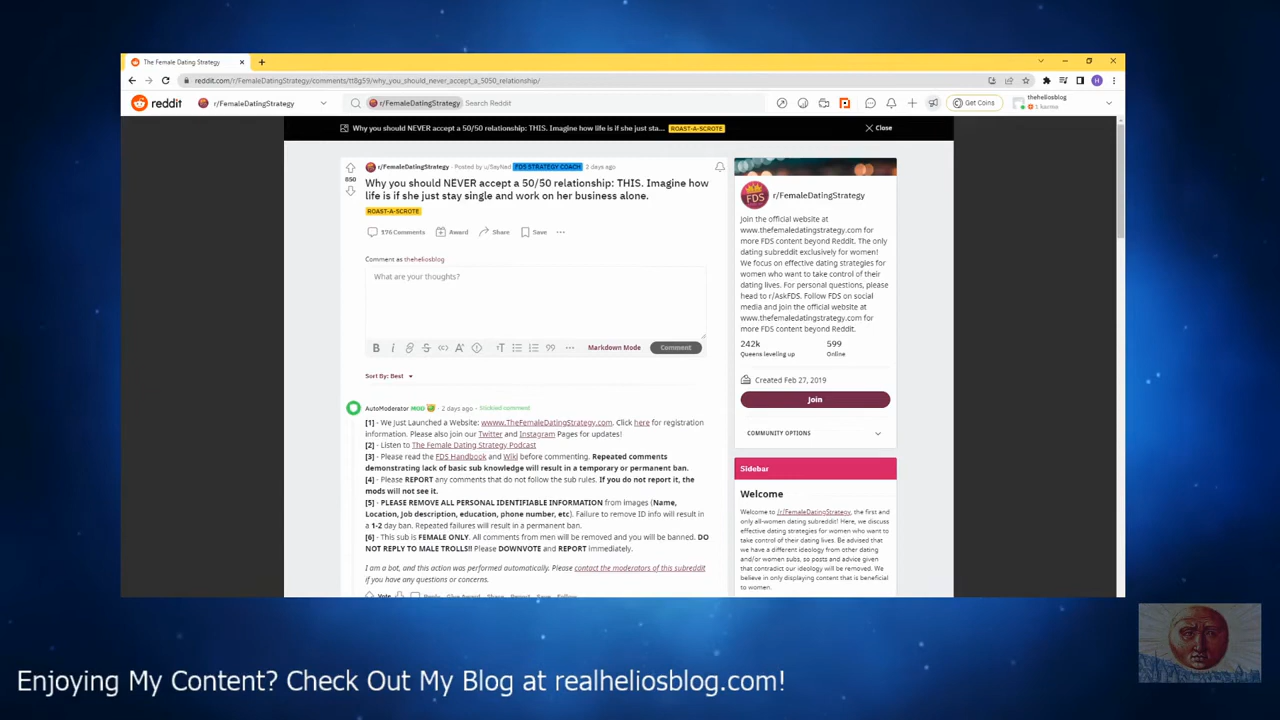 The Female Dating Strategy
reddit.com/r/FemaleDatingStrategy/comments/tt8g59/why_you_should_never_accept_a_5050_relationship/
reddit
r/FemaleDatingStrategy
r/FemaleDatingStrategy
Search Reddit
Get Coins
theheliosblog
1 karma
Why you should NEVER accept a 50/50 relationship: THIS. Imagine how life is if she just sta...
ROAST-A-SCROTE
Close
r/FemaleDatingStrategy · Posted by u/SayNad FDS STRATEGY COACH 2 days ago
850
Why you should NEVER accept a 50/50 relationship: THIS. Imagine how
life is if she just stay single and work on her business alone.
ROAST-A-SCROTE
176 Comments
Award
Share
Save
Comment as theheliosblog
What are your thoughts?
Markdown Mode
Comment
Sort By: Best
AutoModerator MOD · 2 days ago · Stickied comment
[1] - We Just Launched a Website: wwww.TheFemaleDatingStrategy.com. Click here for registration
information. Please also join our Twitter and Instagram Pages for updates!
[2] - Listen to The Female Dating Strategy Podcast
[3] - Please read the FDS Handbook and Wiki before commenting. Repeated comments
demonstrating lack of basic sub knowledge will result in a temporary or permanent ban.
[4] - Please REPORT any comments that do not follow the sub rules. If you do not report it, the
mods will not see it.
[5] - PLEASE REMOVE ALL PERSONAL IDENTIFIABLE INFORMATION from images (Name,
Location, Job description, education, phone number, etc). Failure to remove ID info will result in
a 1-2 day ban. Repeated failures will result in a permanent ban.
[6] - This sub is FEMALE ONLY. All comments from men will be removed and you will be banned. DO
NOT REPLY TO MALE TROLLS!! Please DOWNVOTE and REPORT immediately.
I am a bot, and this action was performed automatically. Please contact the moderators of this subreddit
if you have any questions or concerns.
Vote
Reply
Give Award
Share
Report
Save
Follow
FDS
r/FemaleDatingStrategy
Join the official website at
www.thefemaledatingstrategy.com for
more FDS content beyond Reddit. The only
dating subreddit exclusively for women!
We focus on effective dating strategies for
women who want to take control of their
dating lives. For personal questions, please
head to r/AskFDS. Follow FDS on social
media and join the official website at
www.thefemaledatingstrategy.com for
more FDS content beyond Reddit.
242k
599
Queens leveling up
Online
Created Feb 27, 2019
Join
COMMUNITY OPTIONS
Sidebar
Welcome
Welcome to /r/FemaleDatingStrategy, the first and
only all-women dating subreddit! Here, we discuss
effective dating strategies for women who want to
take control of their dating lives. Be advised that
we have a different ideology from other dating
and/or women subs, so posts and advice given
that contradict our ideology will be removed. We
believe in only displaying content that is beneficial
to women.
Enjoying My Content? Check Out My Blog at realheliosblog.com!